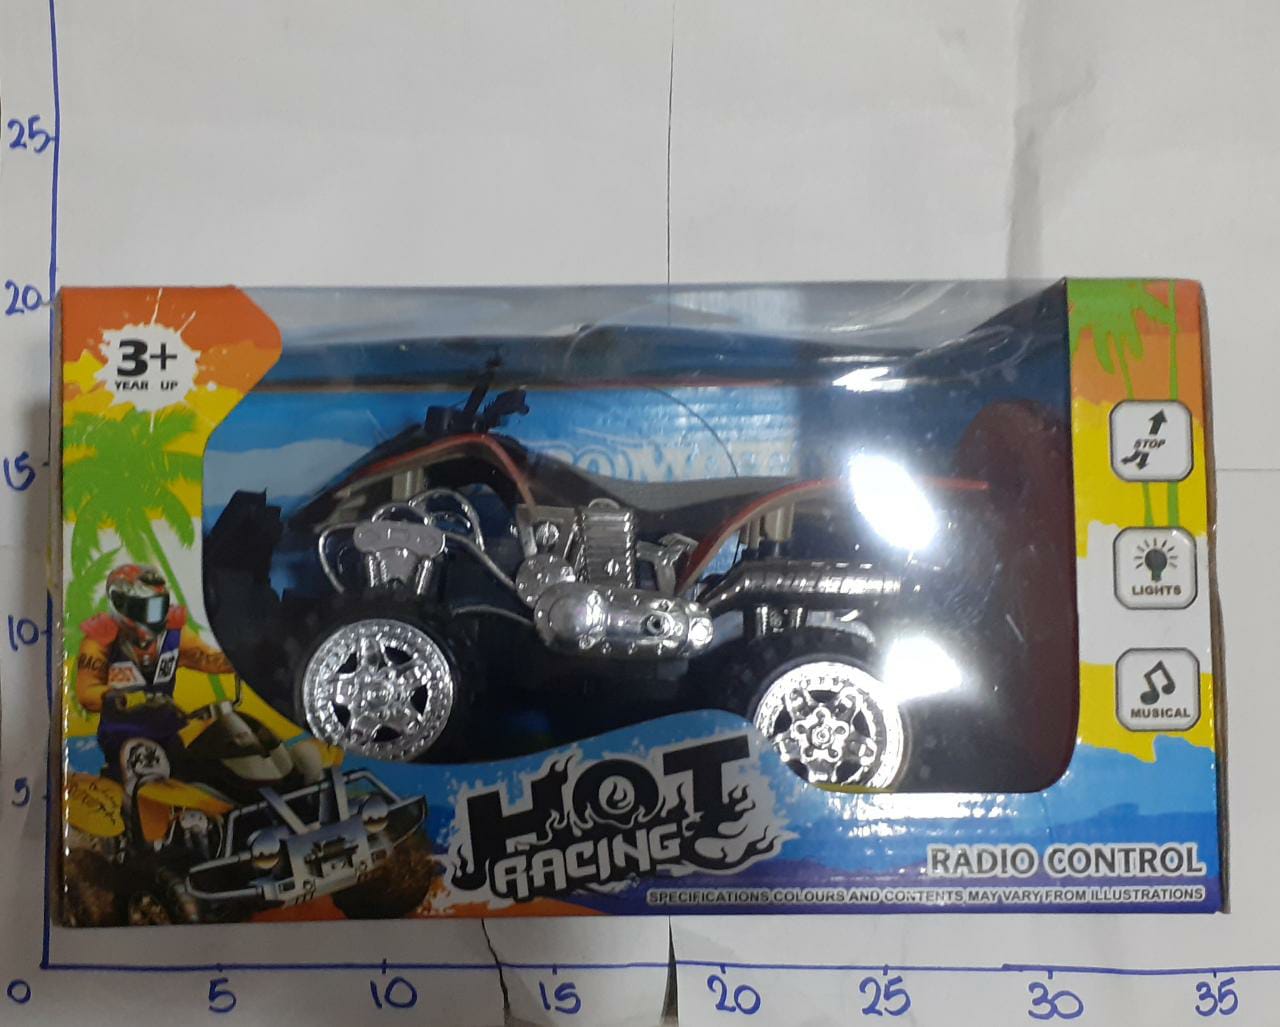 25
20
15
10
5
0
5
10
15
20
25
30
35
3+
YEAR UP
STOP
LIGHTS
MUSICAL
HOT
RACING
RADIO CONTROL
SPECIFICATIONS COLOURS AND CONTENTS MAY VARY FROM ILLUSTRATIONS